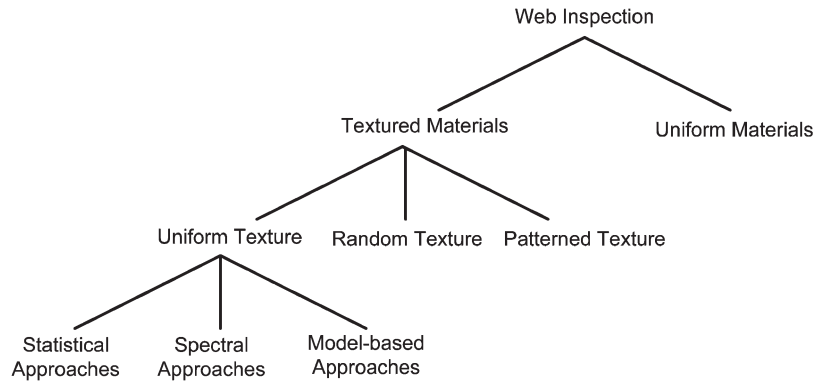 Web Inspection
Textured Materials
Uniform Materials
Uniform Texture
Random Texture
Patterned Texture
Statistical
Approaches
Spectral
Approaches
Model-based
Approaches